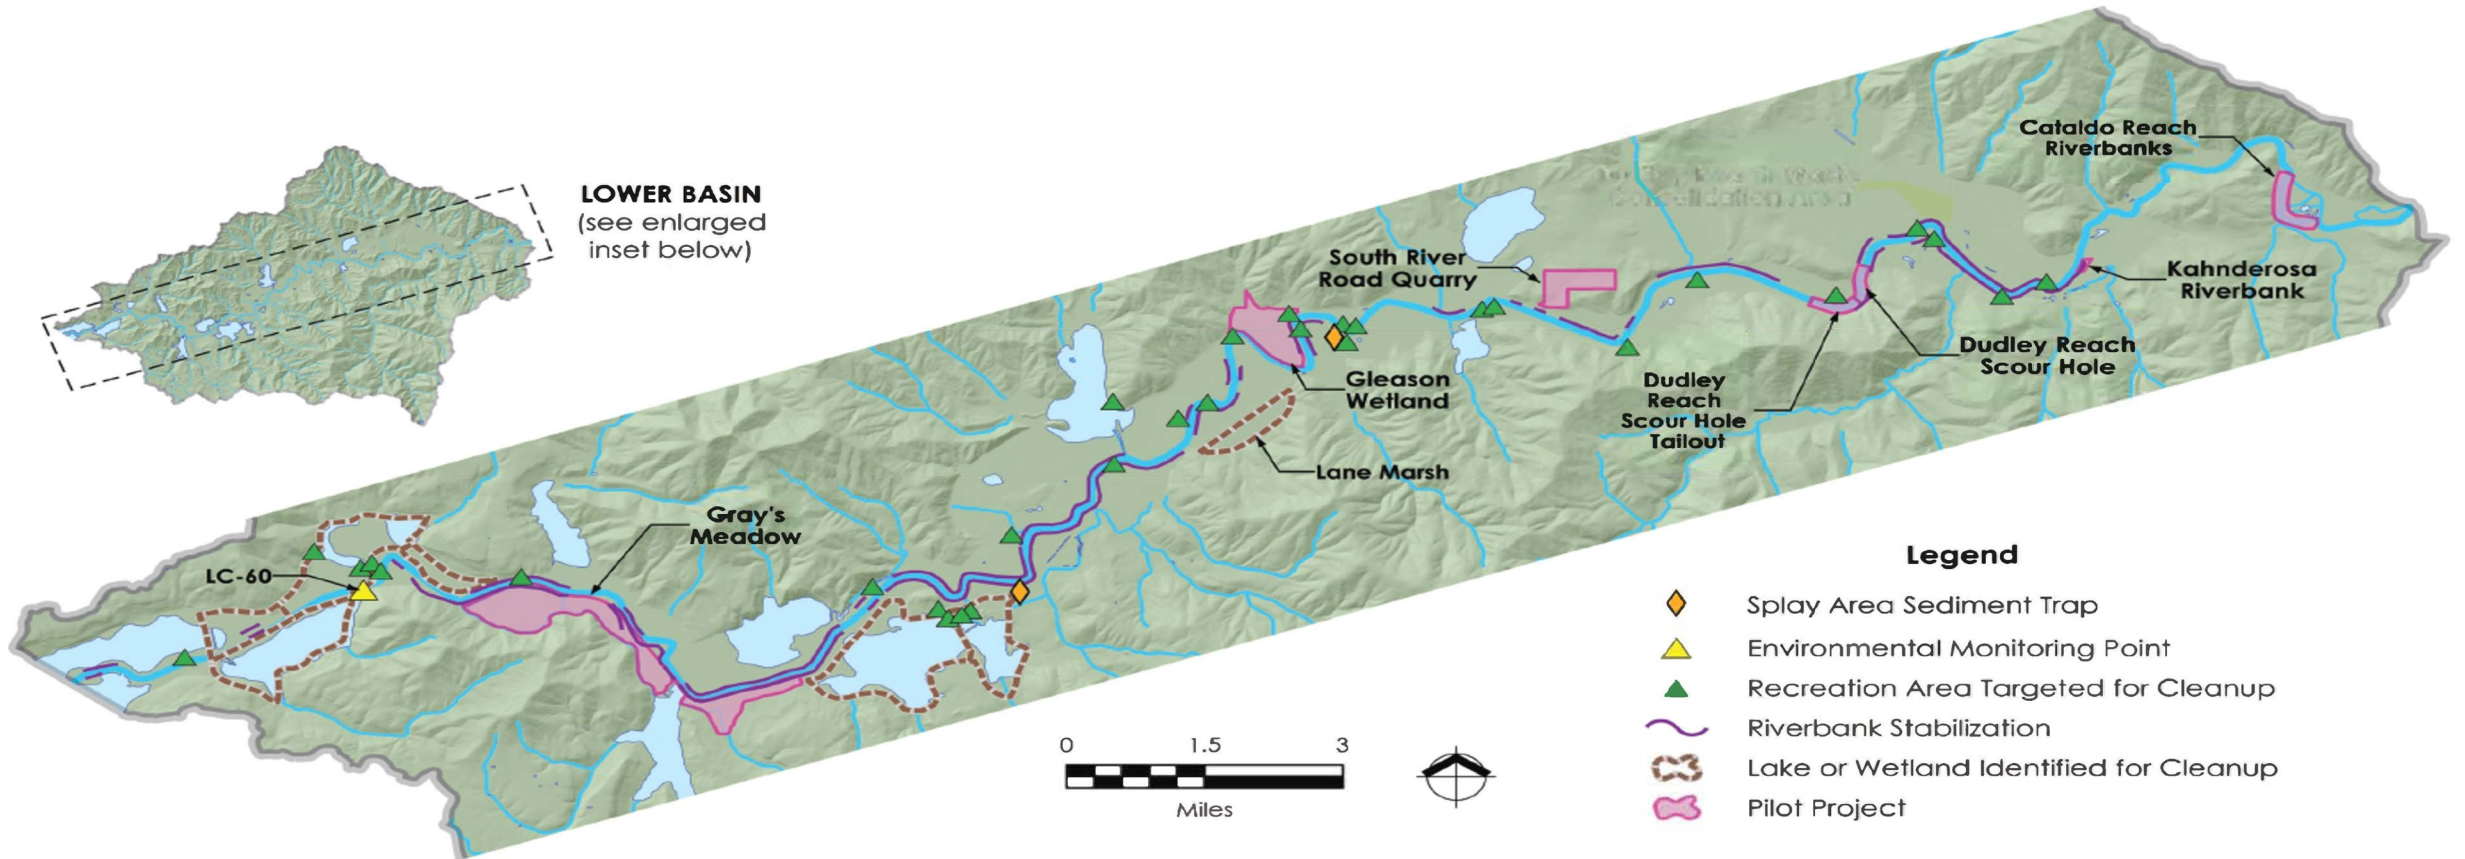 LOWER BASIN
(see enlarged
inset below)
Cataldo Reach
Riverbanks
South River
Road Quarry
Kahnderosa
Riverbank
Dudley Reach
Scour Hole
Gleason
Wetland
Dudley
Reach
Scour Hole
Tailout
Lane Marsh
Gray's
Meadow
LC-60
Legend
Splay Area Sediment Trap
Environmental Monitoring Point
Recreation Area Targeted for Cleanup
Riverbank Stabilization
Lake or Wetland Identified for Cleanup
Pilot Project
0 1.5 3
Miles